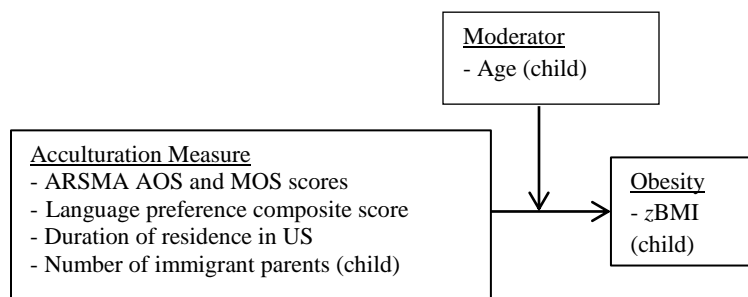 Moderator
- Age (child)
Acculturation Measure
- ARSMA AOS and MOS scores
- Language preference composite score
- Duration of residence in US
- Number of immigrant parents (child)
Obesity
- zBMI
(child)